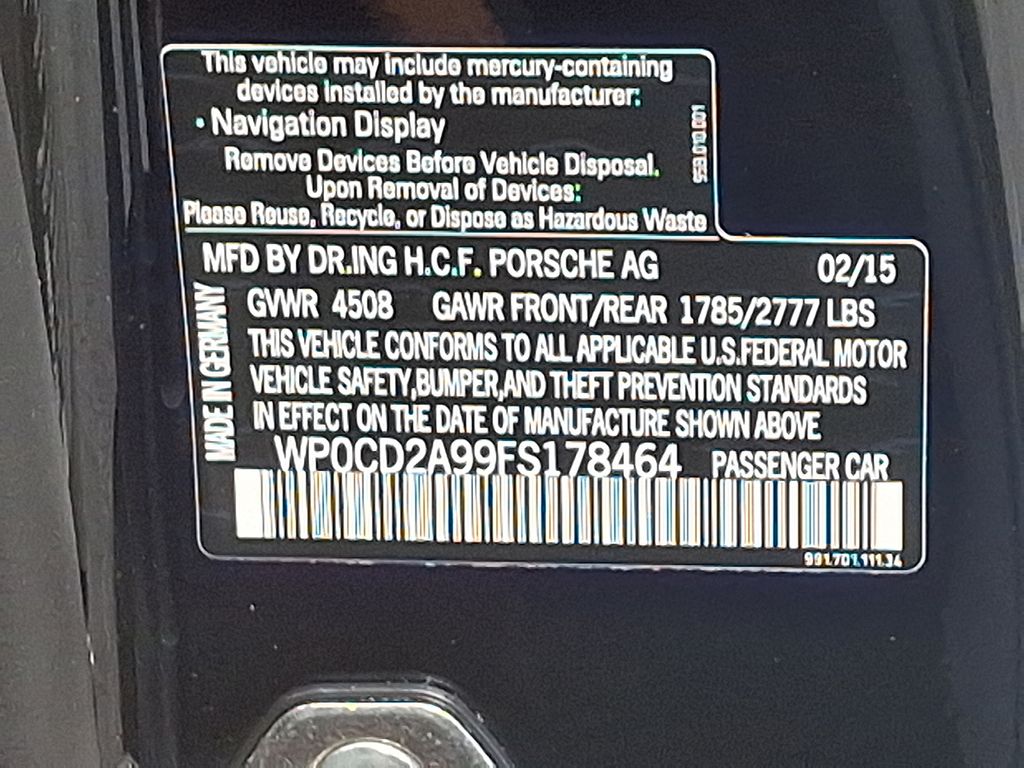 This vehicle may include mercury-containing
devices installed by the manufacturer:
• Navigation Display
Remove Devices Before Vehicle Disposal.
Upon Removal of Devices:
Please Reuse, Recycle, or Dispose as Hazardous Waste
MFD BY DR.ING H.C.F. PORSCHE AG 02/15
GVWR 4508 GAWR FRONT/REAR 1785/2777 LBS
THIS VEHICLE CONFORMS TO ALL APPLICABLE U.S.FEDERAL MOTOR
VEHICLE SAFETY,BUMPER,AND THEFT PREVENTION STANDARDS
IN EFFECT ON THE DATE OF MANUFACTURE SHOWN ABOVE
MADE IN GERMANY
WP0CD2A99FS178464 PASSENGER CAR
991.701.111.34